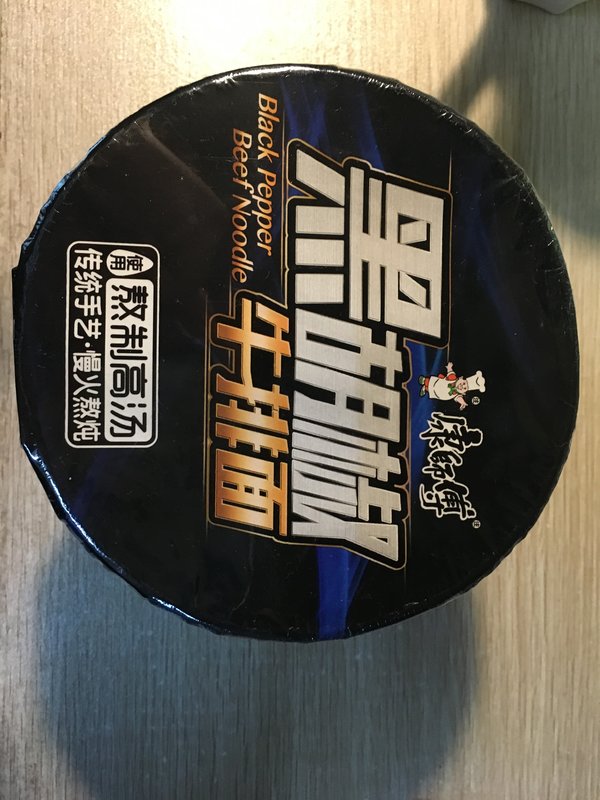 康師傅
黑胡椒
牛排面
Black Pepper
Beef Noodle
使用 熬制高汤
传统手艺·慢火熬炖